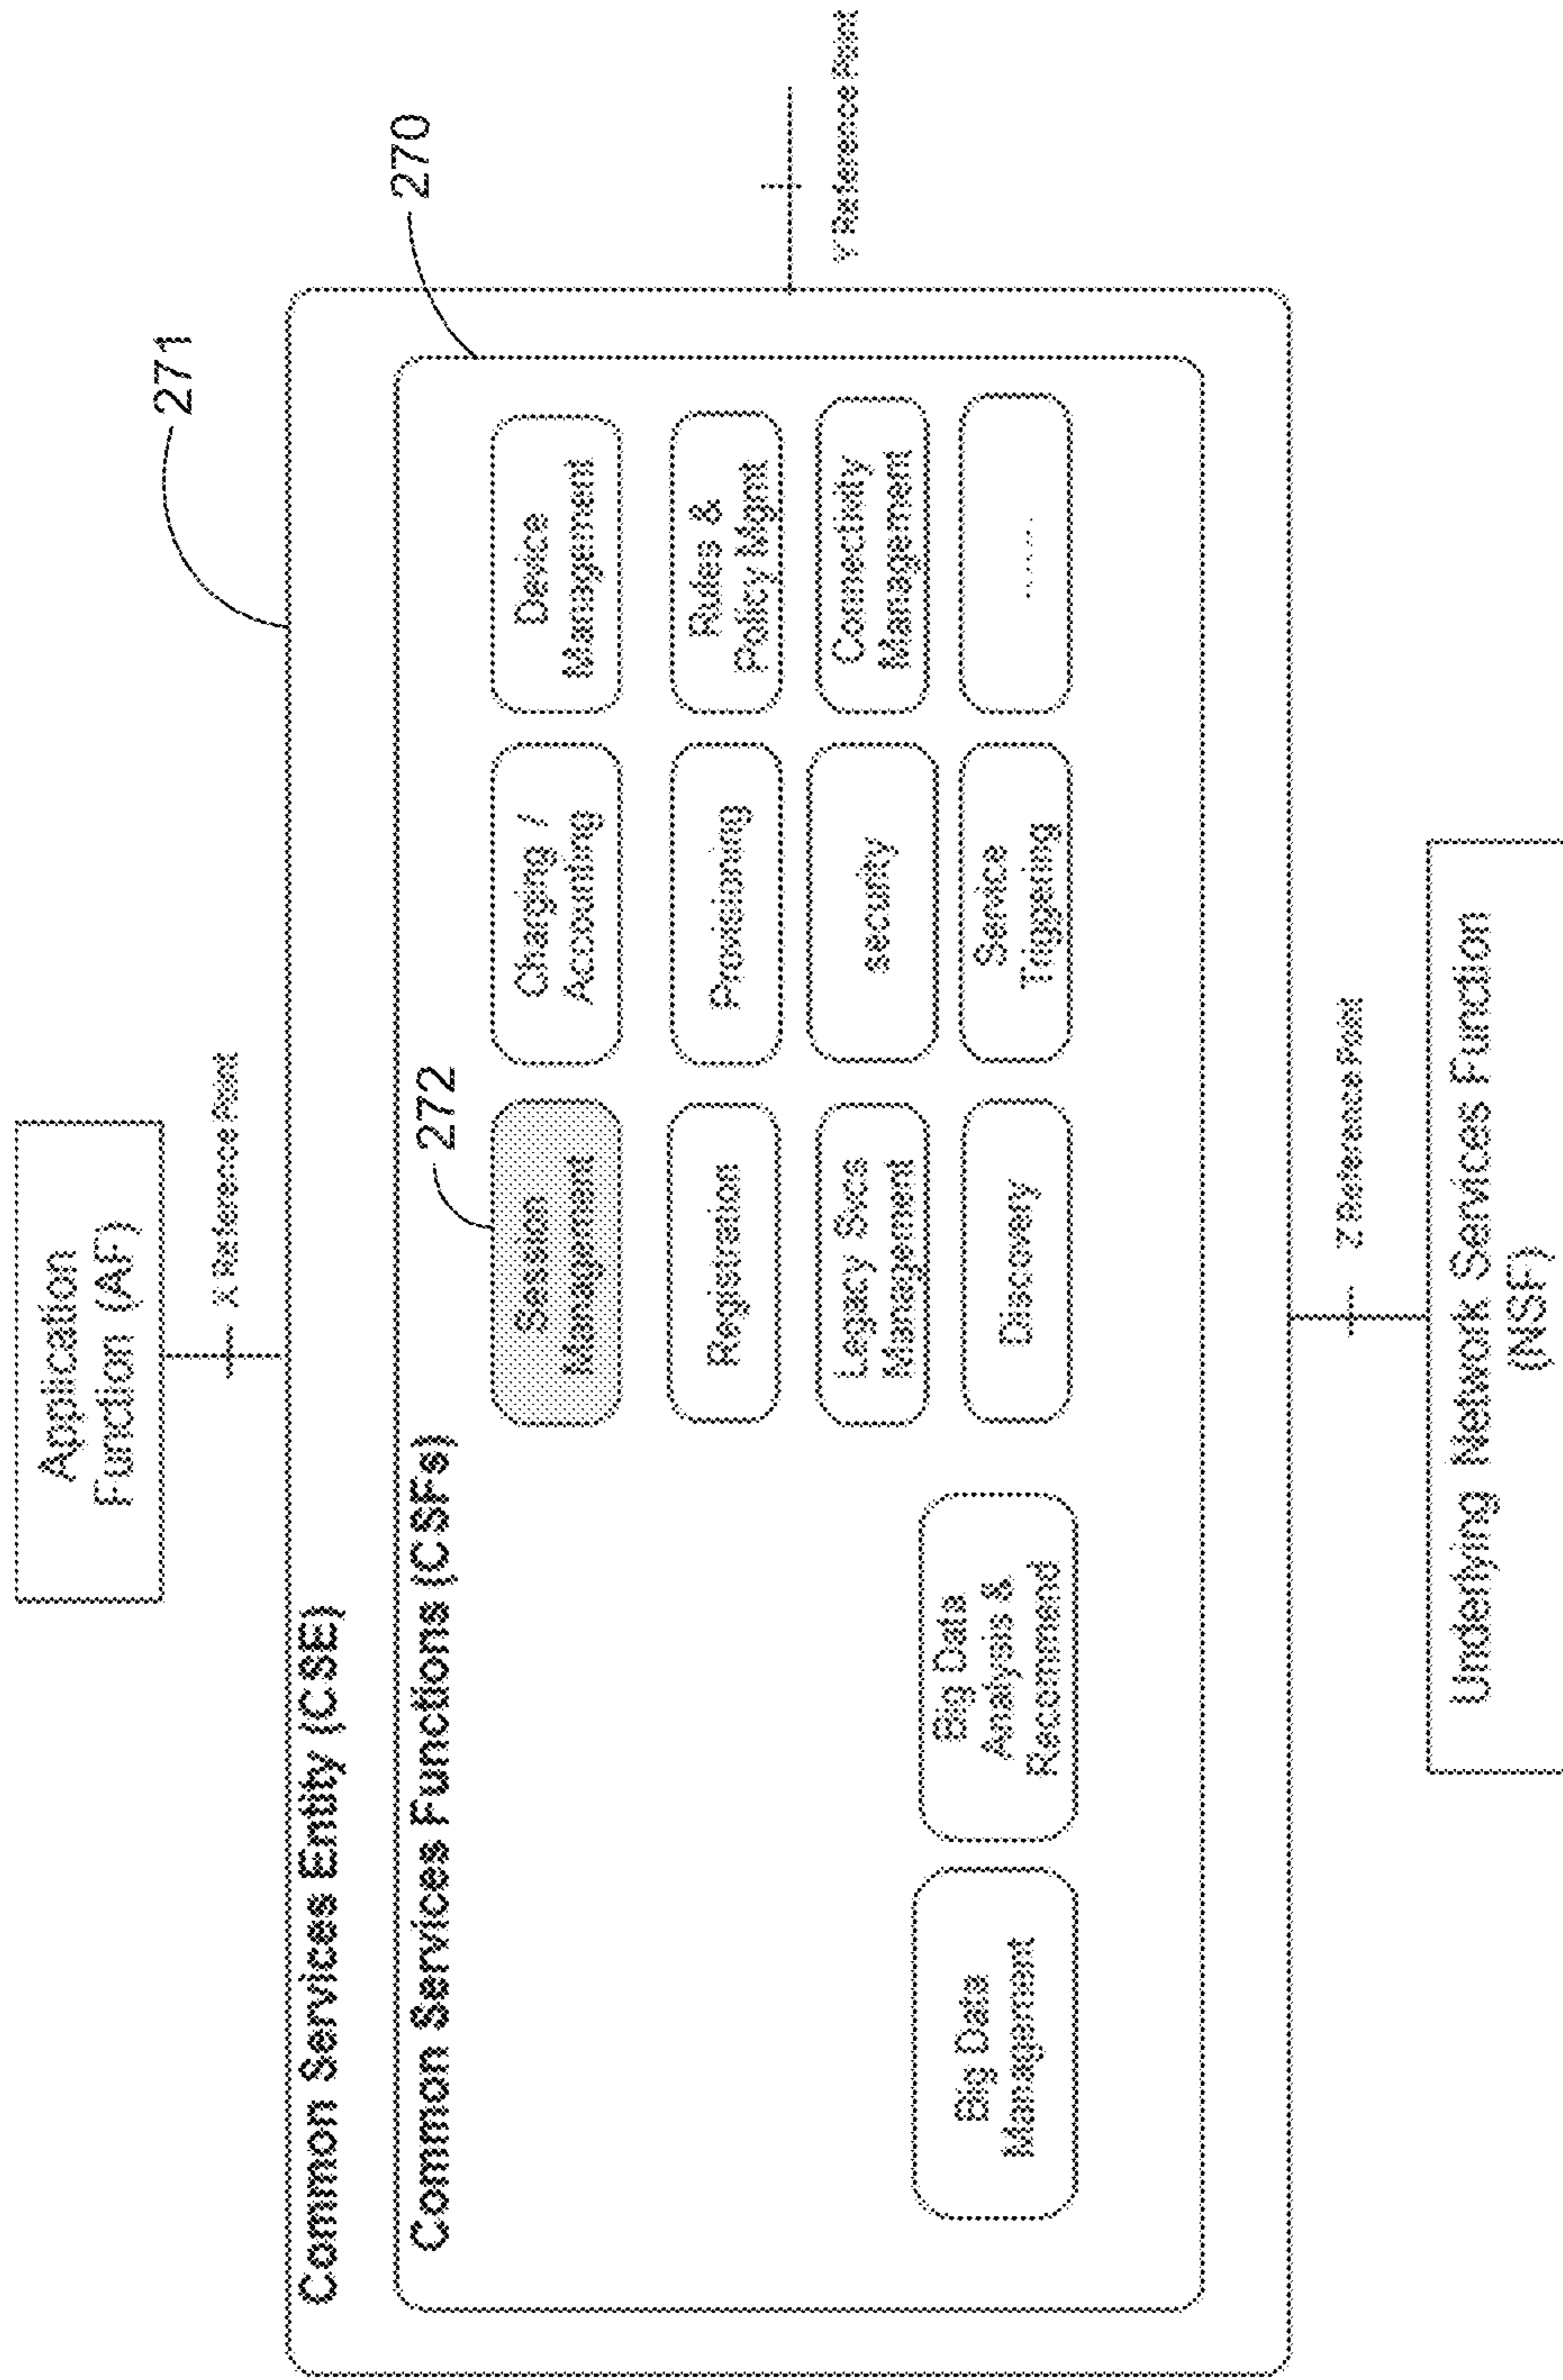 Application
Function (AF)
X Reference Point
271
Common Services Entity (CSE)
270
Common Services Functions (CSFs)
272
Session
Management
Charging /
Accounting
Device
Management
Registration
Provisioning
Rules &
Policy Mgmt
Legacy Svcs
Management
security
Connectivity
Management
Y Reference Point
Big Data
Management
Big Data
Analysis &
Recommend
Discovery
Service
Triggering
......
Z Reference Point
Underlying Network Services Function
(NSF)